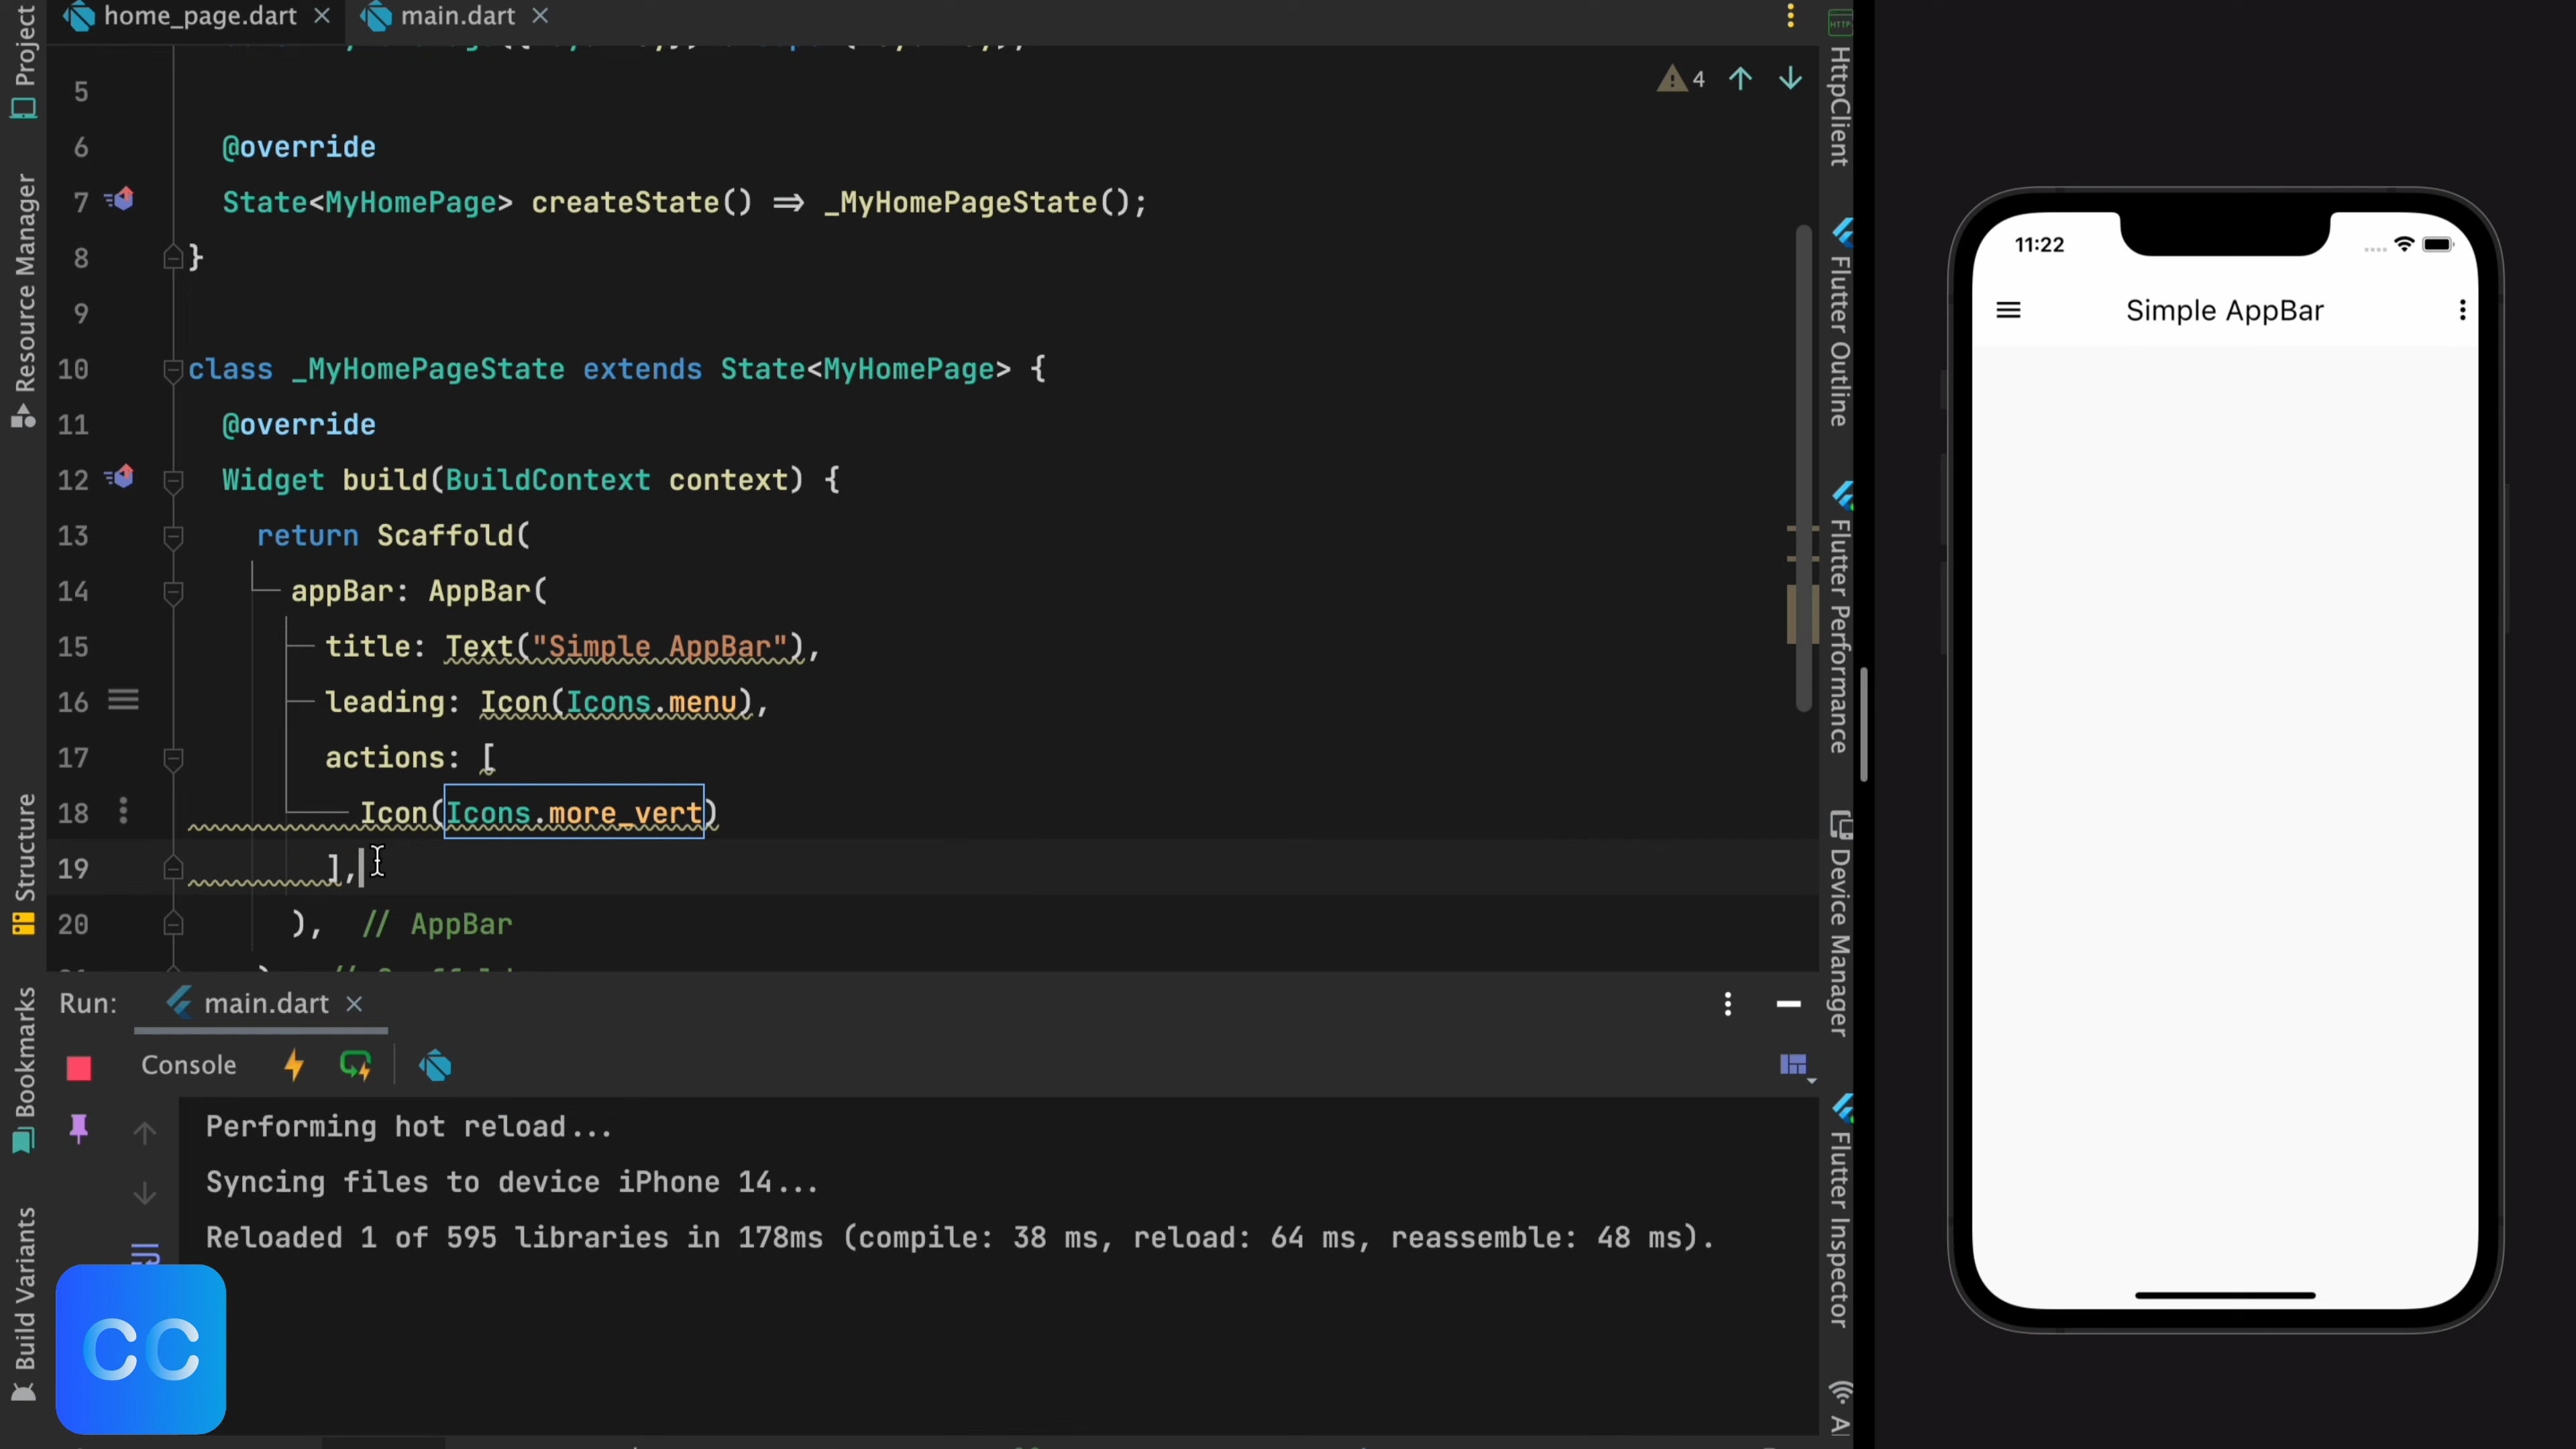 home_page.dart
main.dart
4
5
6 @override
7 State<MyHomePage> createState() => _MyHomePageState();
8 }
9
10 class _MyHomePageState extends State<MyHomePage> {
11 @override
12 Widget build(BuildContext context) {
13 return Scaffold(
14 appBar: AppBar(
15 title: Text("Simple AppBar"),
16 leading: Icon(Icons.menu),
17 actions: [
18 Icon(Icons.more_vert)
19 ],
20 ), // AppBar
Run: main.dart
Console
Performing hot reload...
Syncing files to device iPhone 14...
Reloaded 1 of 595 libraries in 178ms (compile: 38 ms, reload: 64 ms, reassemble: 48 ms).
Project
Resource Manager
Structure
Bookmarks
Build Variants
CC
HTTP
HttpClient
Flutter Outline
Flutter Performance
Device Manager
Flutter Inspector
11:22
Simple AppBar